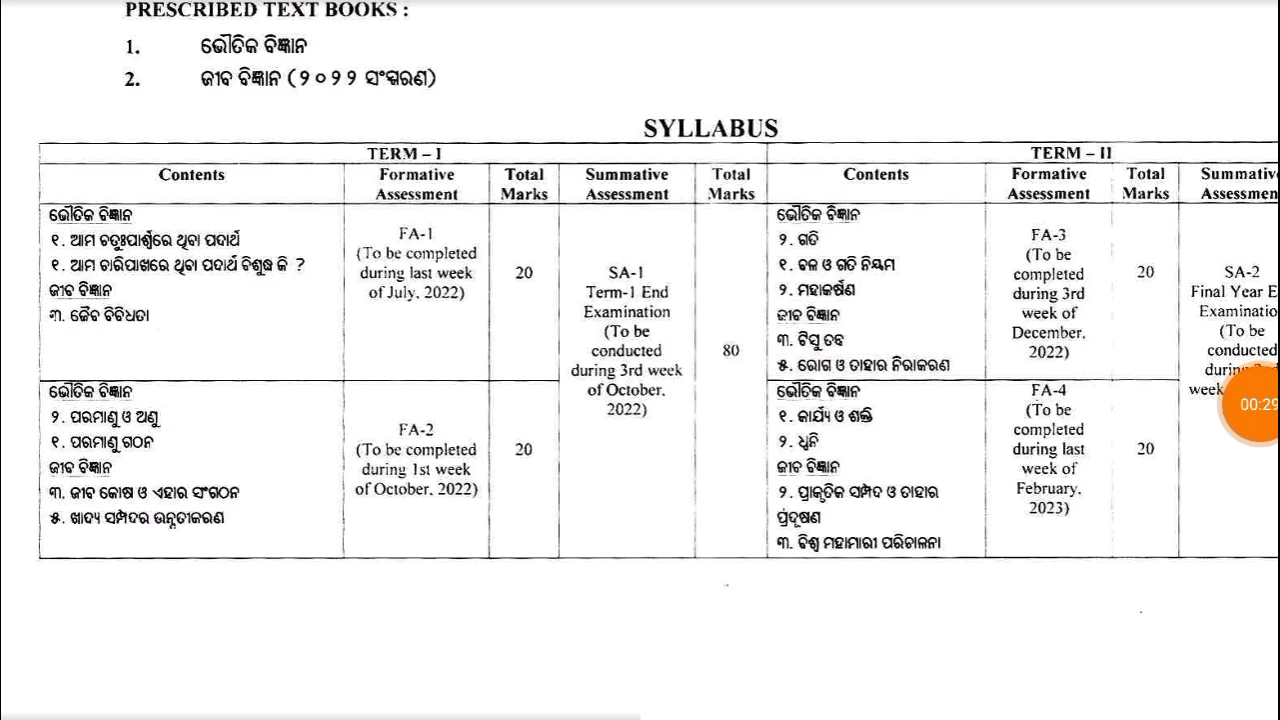 PRESCRIBED TEXT BOOKS :
1. ଭୌତିକ ବିଜ୍ଞାନ
2. ଜୀବ ବିଜ୍ଞାନ (୨୦୨୨ ସଂସ୍କରଣ)
SYLLABUS
TERM – I
TERM – II
Contents
Formative Assessment
Total Marks
Summative Assessment
Total Marks
Contents
Formative Assessment
Total Marks
ଭୌତିକ ବିଜ୍ଞାନ
୧. ଆମ ଚତୁଃପାର୍ଶ୍ୱରେ ଥିବା ପଦାର୍ଥ
୧. ଆମ ଚାରିପାଖରେ ଥିବା ପଦାର୍ଥ ବିଶୁଦ୍ଧ କି ?
ଜୀବ ବିଜ୍ଞାନ
୩. ଜୈବ ବିବିଧତା
FA-1
(To be completed
during last week
of July, 2022)
20
SA-1
Term-1 End
Examination
(To be
conducted
during 3rd week
of October,
2022)
80
ଭୌତିକ ବିଜ୍ଞାନ
୨. ଗତି
୧. ବଳ ଓ ଗତି ନିୟମ
୨. ମହାକର୍ଷଣ
ଜୀବ ବିଜ୍ଞାନ
୩. ଟିସୁ ତବ
୫. ରୋଗ ଓ ତାହାର ନିରାକରଣ
FA-3
(To be
completed
during 3rd
week of
December,
2022)
20
SA-2
Final Year E
Examinatio
(To be
conducted
week
ଭୌତିକ ବିଜ୍ଞାନ
୨. ପରମାଣୁ ଓ ଅଣୁ
୧. ପରମାଣୁ ଗଠନ
ଜୀବ ବିଜ୍ଞାନ
୩. ଜୀବ କୋଷ ଓ ଏହାର ସଂଗଠନ
୫. ଖାଦ୍ୟ ସମ୍ପଦର ଉନ୍ନତୀକରଣ
FA-2
(To be completed
during 1st week
of October, 2022)
20
ଭୌତିକ ବିଜ୍ଞାନ
୧. କାର୍ଯ୍ୟ ଓ ଶକ୍ତି
୨. ଧ୍ୱନି
ଜୀବ ବିଜ୍ଞାନ
୨. ପ୍ରାକୃତିକ ସମ୍ପଦ ଓ ତାହାର
ପ୍ରଦୂଷଣ
୩. ବିଶ୍ୱ ମହାମାରୀ ପରିଚାଳନା
FA-4
(To be
completed
during last
week of
February,
2023)
20
00:29